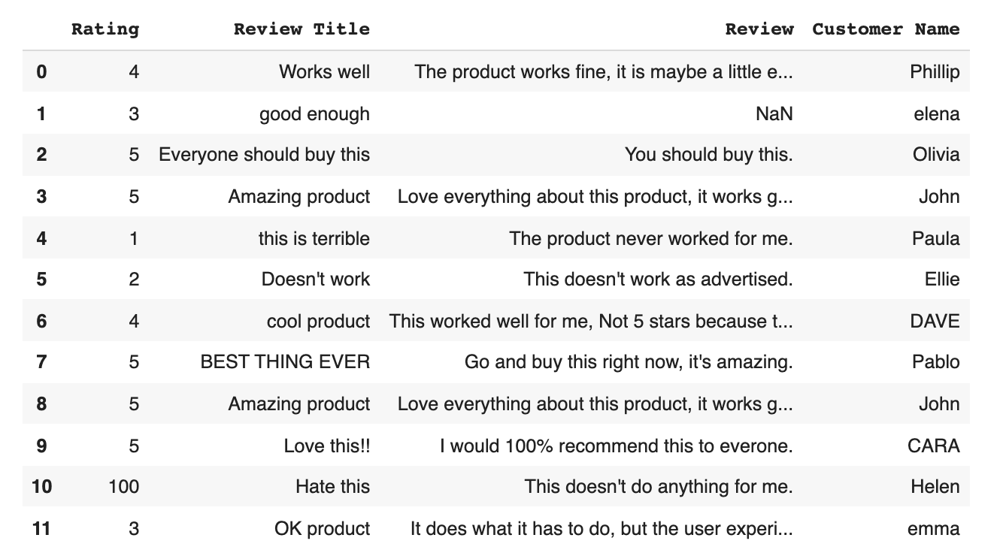 Rating Review Title Review Customer Name
0 4 Works well The product works fine, it is maybe a little e... Phillip
1 3 good enough NaN elena
2 5 Everyone should buy this You should buy this. Olivia
3 5 Amazing product Love everything about this product, it works g... John
4 1 this is terrible The product never worked for me. Paula
5 2 Doesn't work This doesn't work as advertised. Ellie
6 4 cool product This worked well for me, Not 5 stars because t... DAVE
7 5 BEST THING EVER Go and buy this right now, it's amazing. Pablo
8 5 Amazing product Love everything about this product, it works g... John
9 5 Love this!! I would 100% recommend this to everone. CARA
10 100 Hate this This doesn't do anything for me. Helen
11 3 OK product It does what it has to do, but the user experi... emma